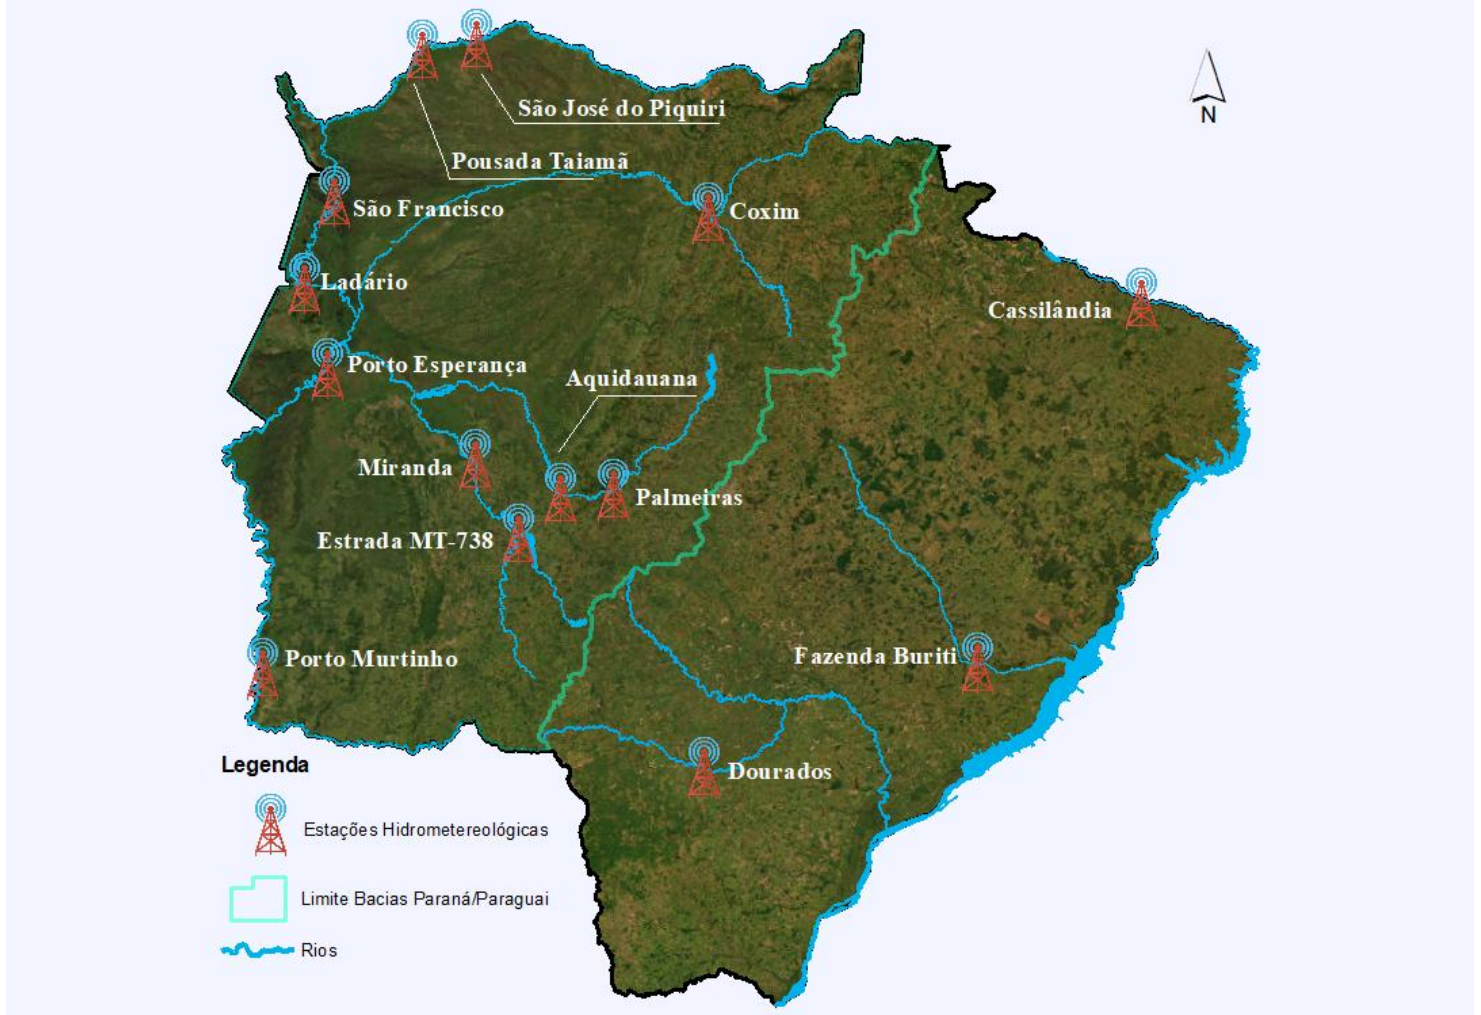 São José do Piquiri
N
Pousada Taiamã
São Francisco
Coxim
Ladário
Cassilândia
Porto Esperança
Aquidauana
Miranda
Palmeiras
Estrada MT-738
Porto Murtinho
Fazenda Buriti
Dourados
Legenda
Estações Hidrometereológicas
Limite Bacias Paraná/Paraguai
Rios